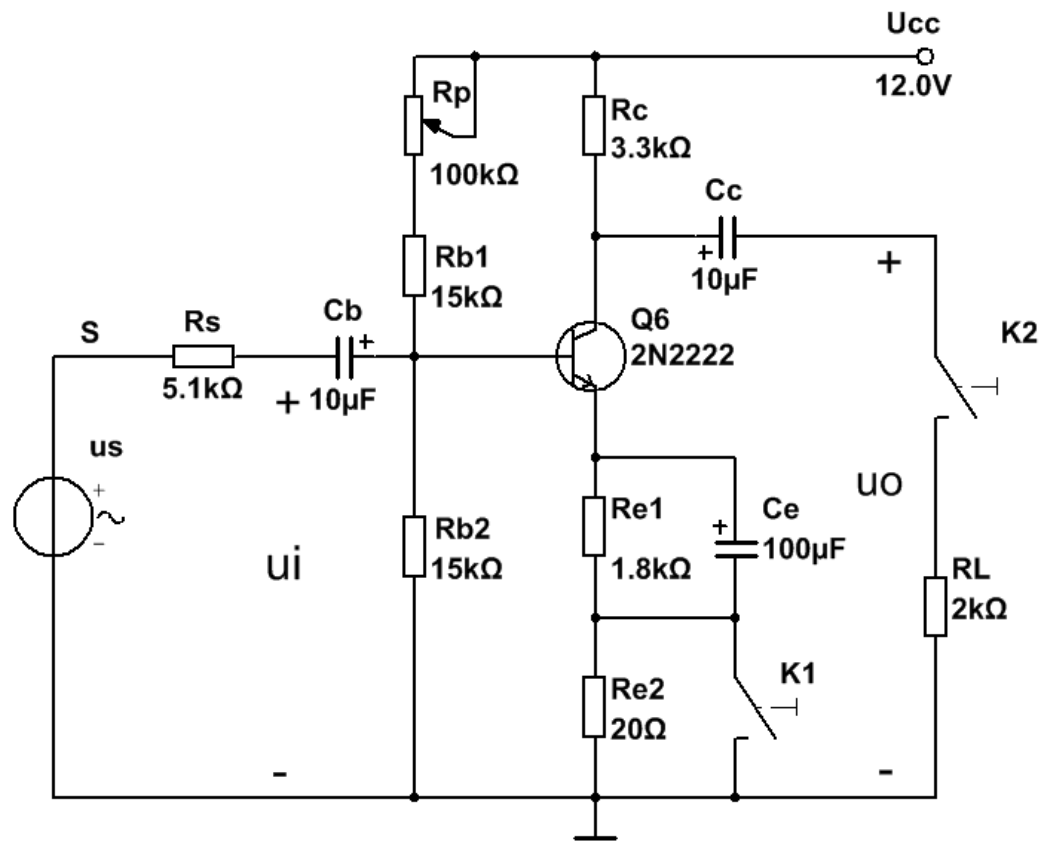 Ucc
12.0V
Rp
100kΩ
Rc
3.3kΩ
Cc
+
10µF
+
Rb1
15kΩ
Q6
2N2222
K2
S
Rs
5.1kΩ
Cb
+
+
10µF
us
+
-
ui
Rb2
15kΩ
Re1
1.8kΩ
+
Ce
100µF
uo
RL
2kΩ
Re2
20Ω
K1
-
-